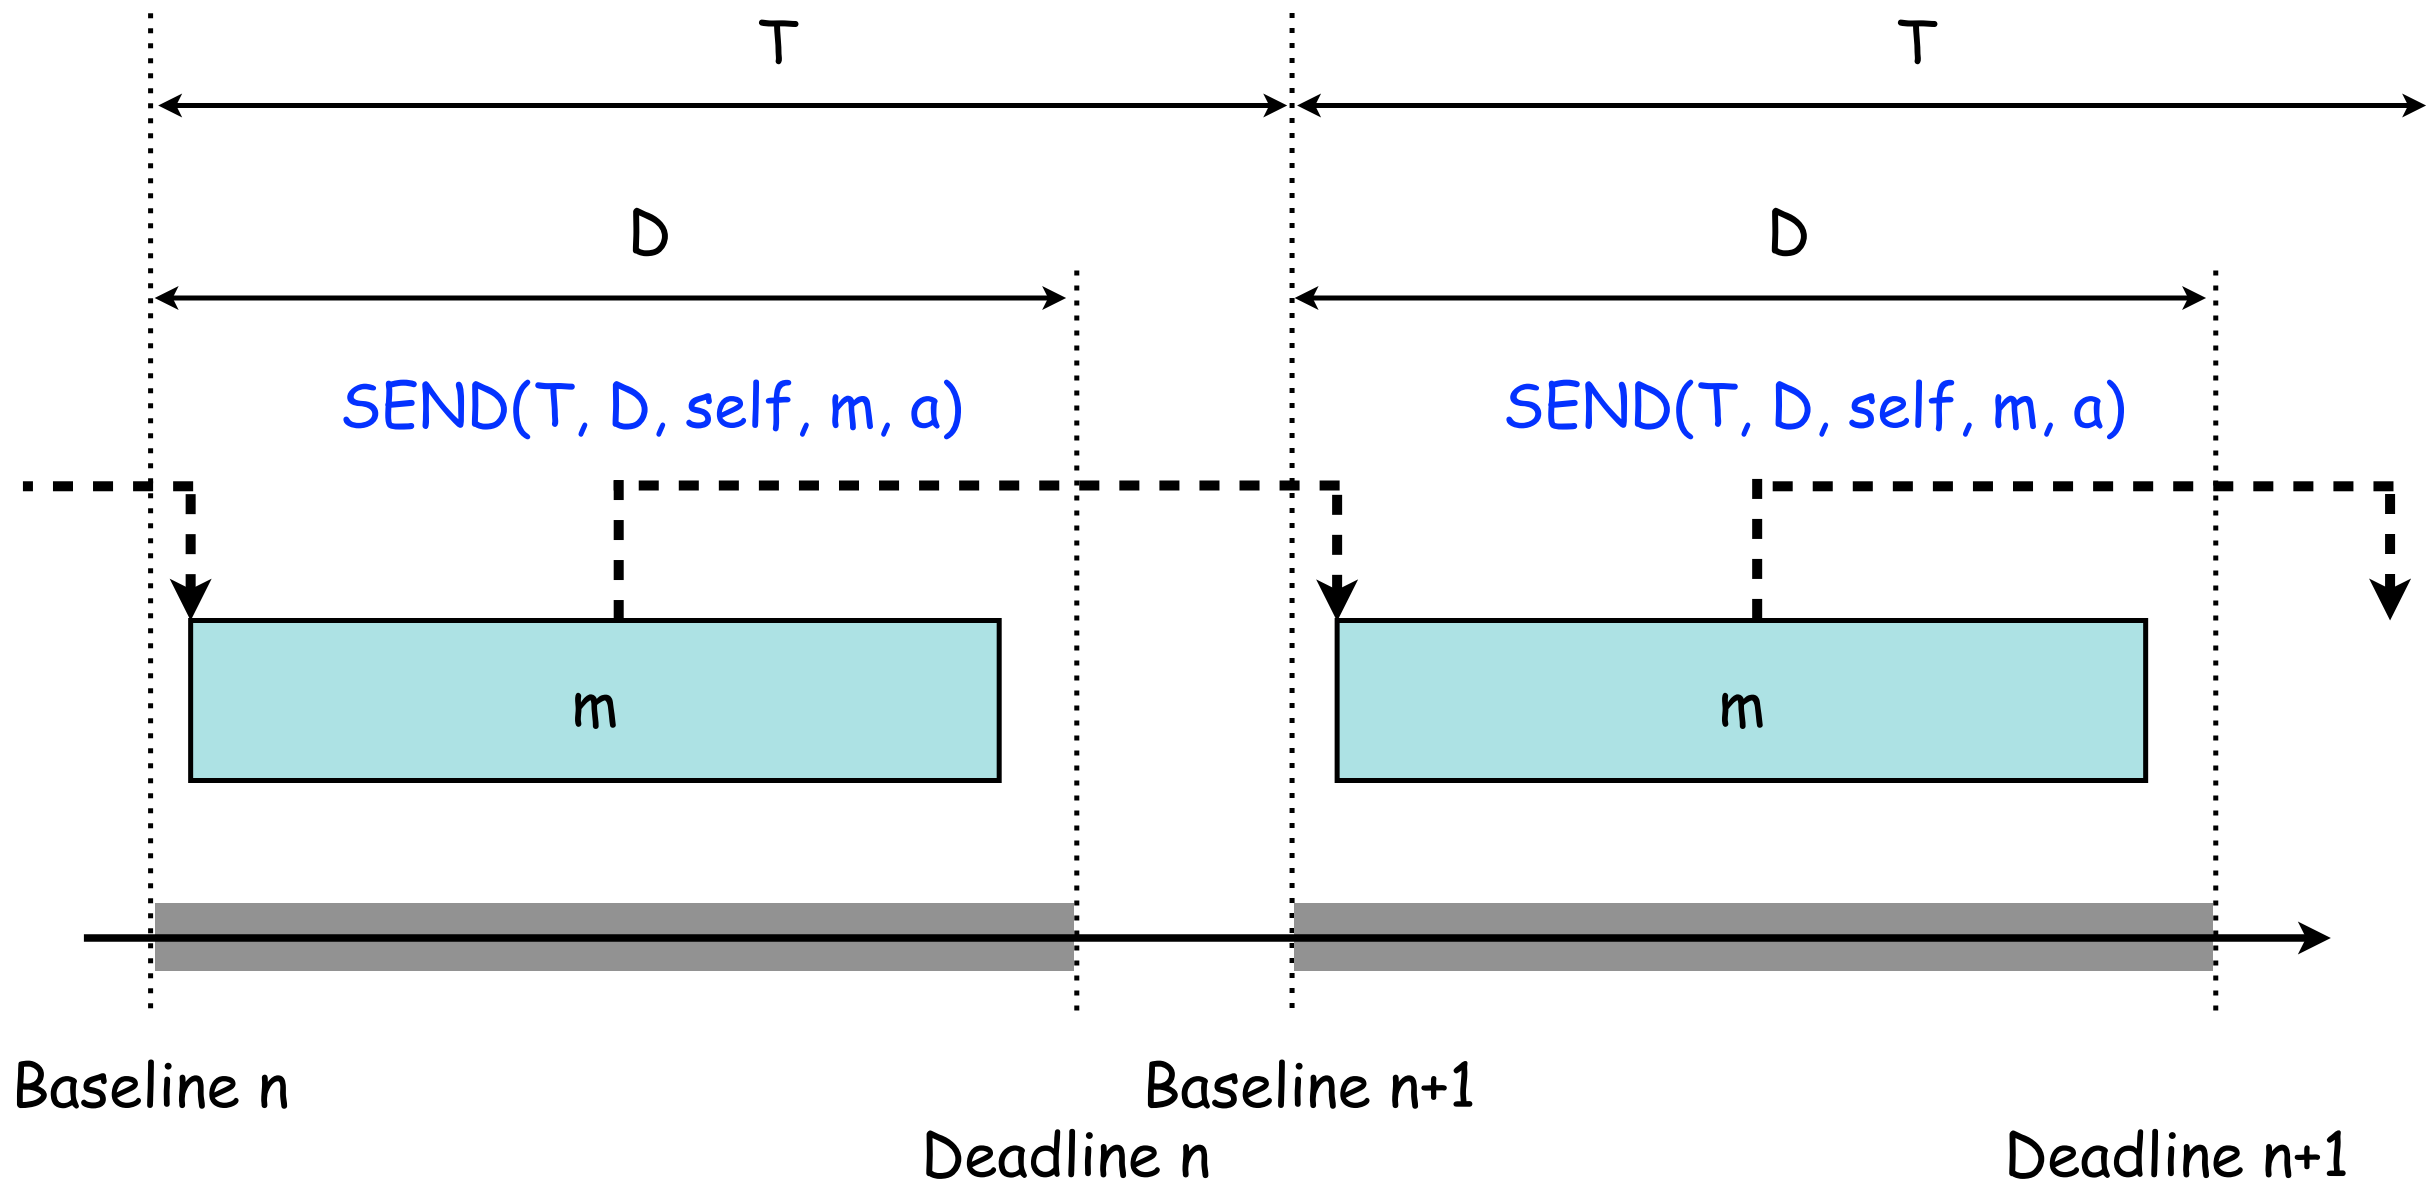 T T
D D
SEND(T, D, self, m, a) SEND(T, D, self, m, a)
m m
Baseline n Baseline n+1
Deadline n Deadline n+1